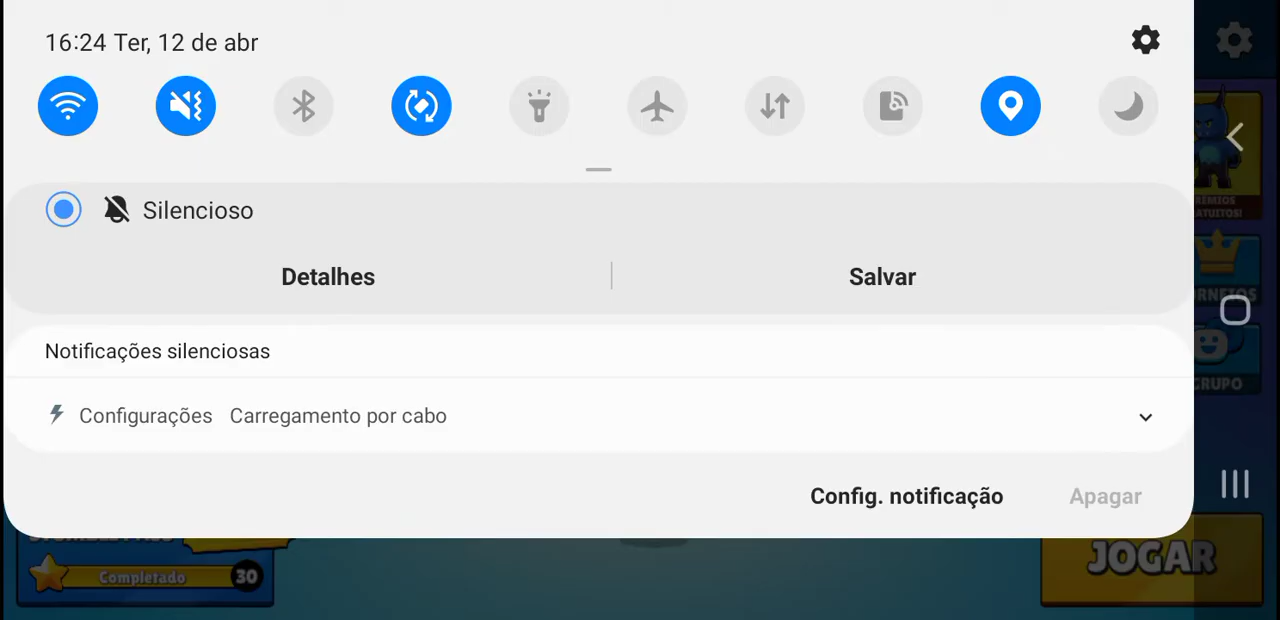 16:24 Ter, 12 de abr
Silencioso
Detalhes
Salvar
Notificações silenciosas
Configurações Carregamento por cabo
Config. notificação
Apagar
GRUPO
Completado 30
JOGAR